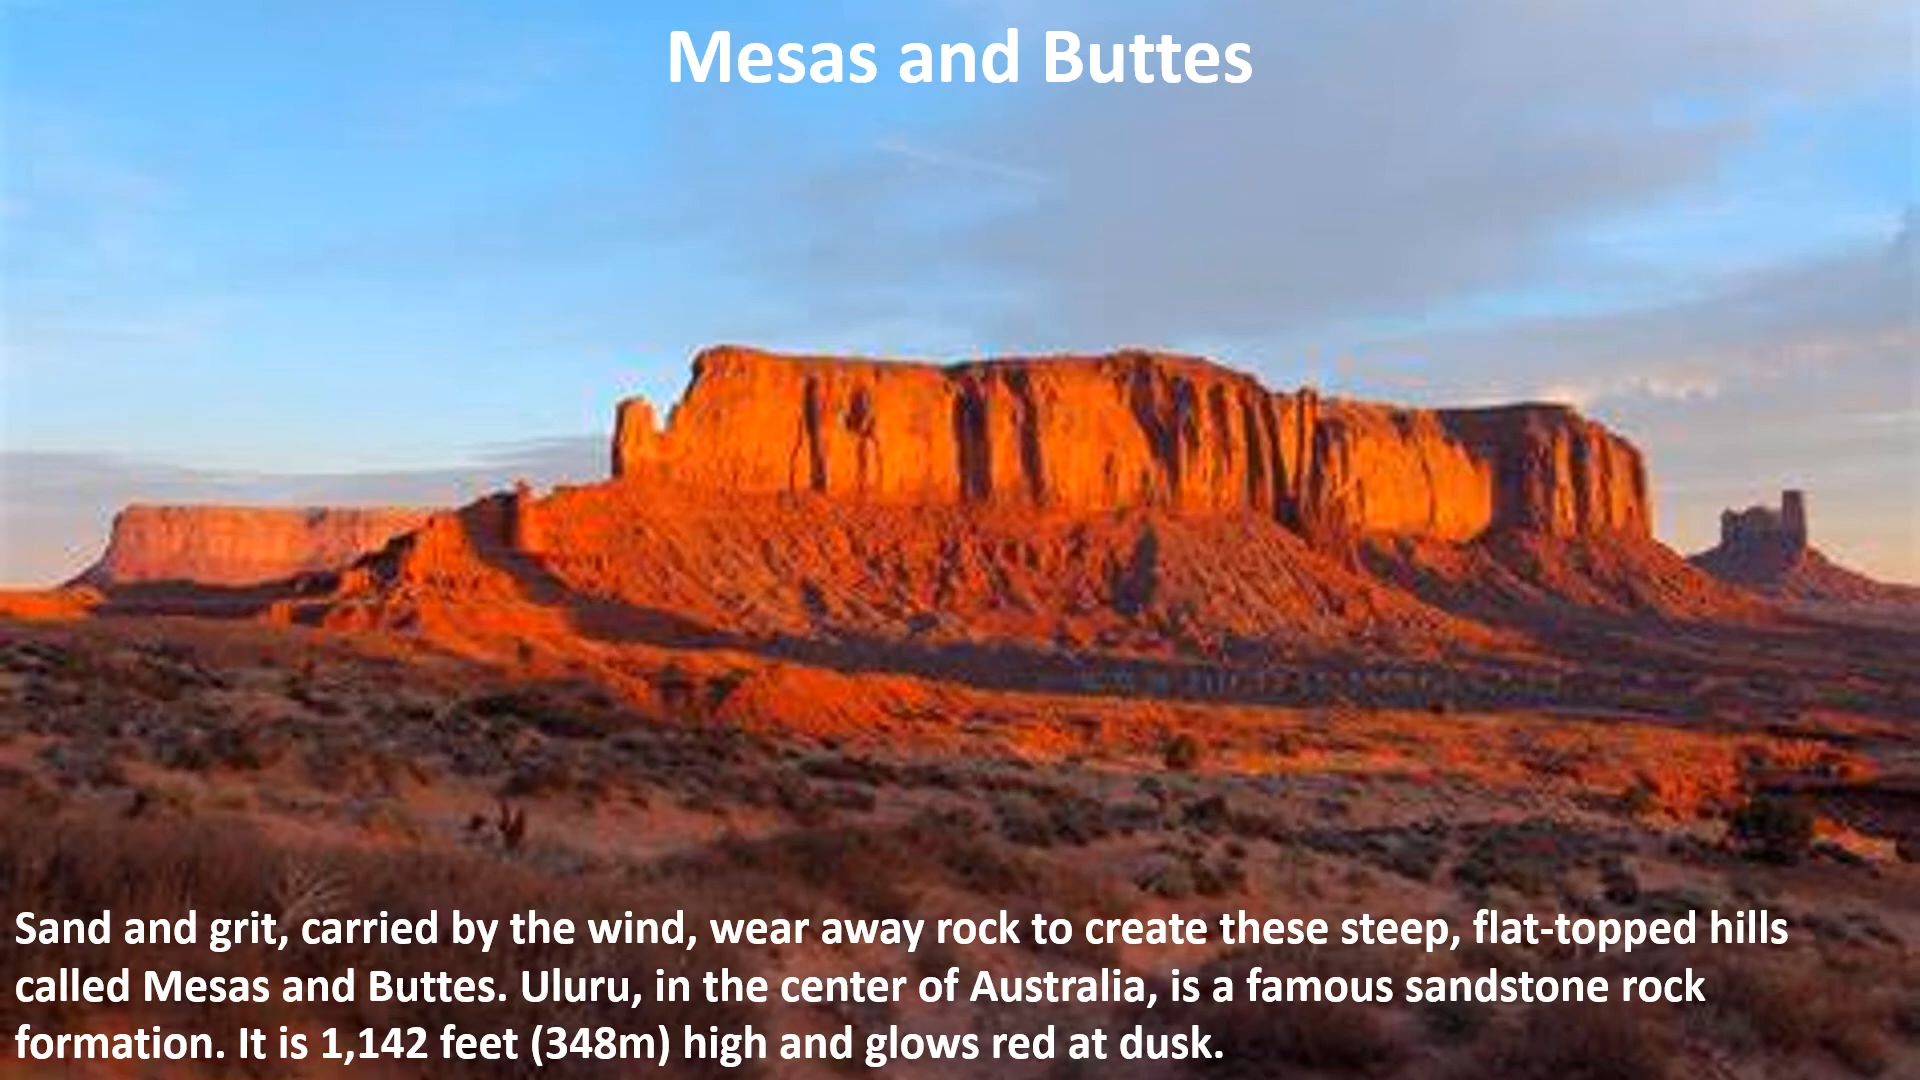 Mesas and Buttes
Sand and grit, carried by the wind, wear away rock to create these steep, flat-topped hills
called Mesas and Buttes. Uluru, in the center of Australia, is a famous sandstone rock
formation. It is 1,142 feet (348m) high and glows red at dusk.